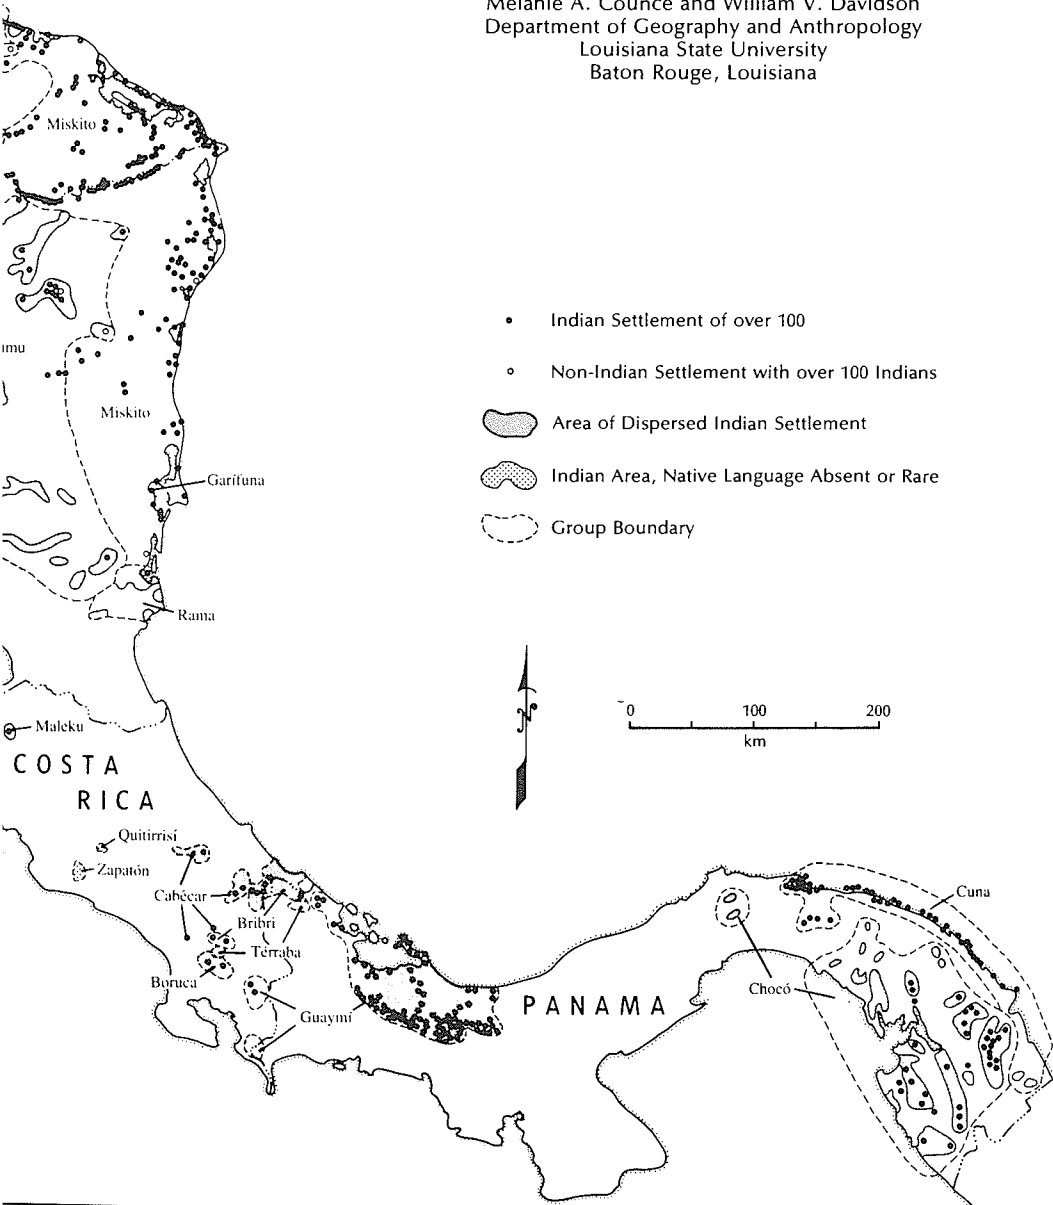 Melanie A. Counce and William V. Davidson
Department of Geography and Anthropology
Louisiana State University
Baton Rouge, Louisiana
Miskito
Indian Settlement of over 100
Non-Indian Settlement with over 100 Indians
Miskito
Area of Dispersed Indian Settlement
Indian Area, Native Language Absent or Rare
Garífuna
Group Boundary
Rama
N
0 100 200
km
Maleku
COSTA
RICA
Quitirrisí
Zapatón
Cabécar
Bribri
Térraba
Boruca
Guaymí
PANAMA
Cuna
Chocó